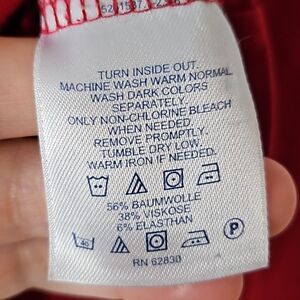 TURN INSIDE OUT.
MACHINE WASH WARM NORMAL
WASH DARK COLORS
SEPARATELY.
ONLY NON-CHLORINE BLEACH
WHEN NEEDED.
REMOVE PROMPTLY.
TUMBLE DRY LOW.
WARM IRON IF NEEDED.
56% BAUMWOLLE
38% VISKOSE
6% ELASTHAN
40 P
RN 62830